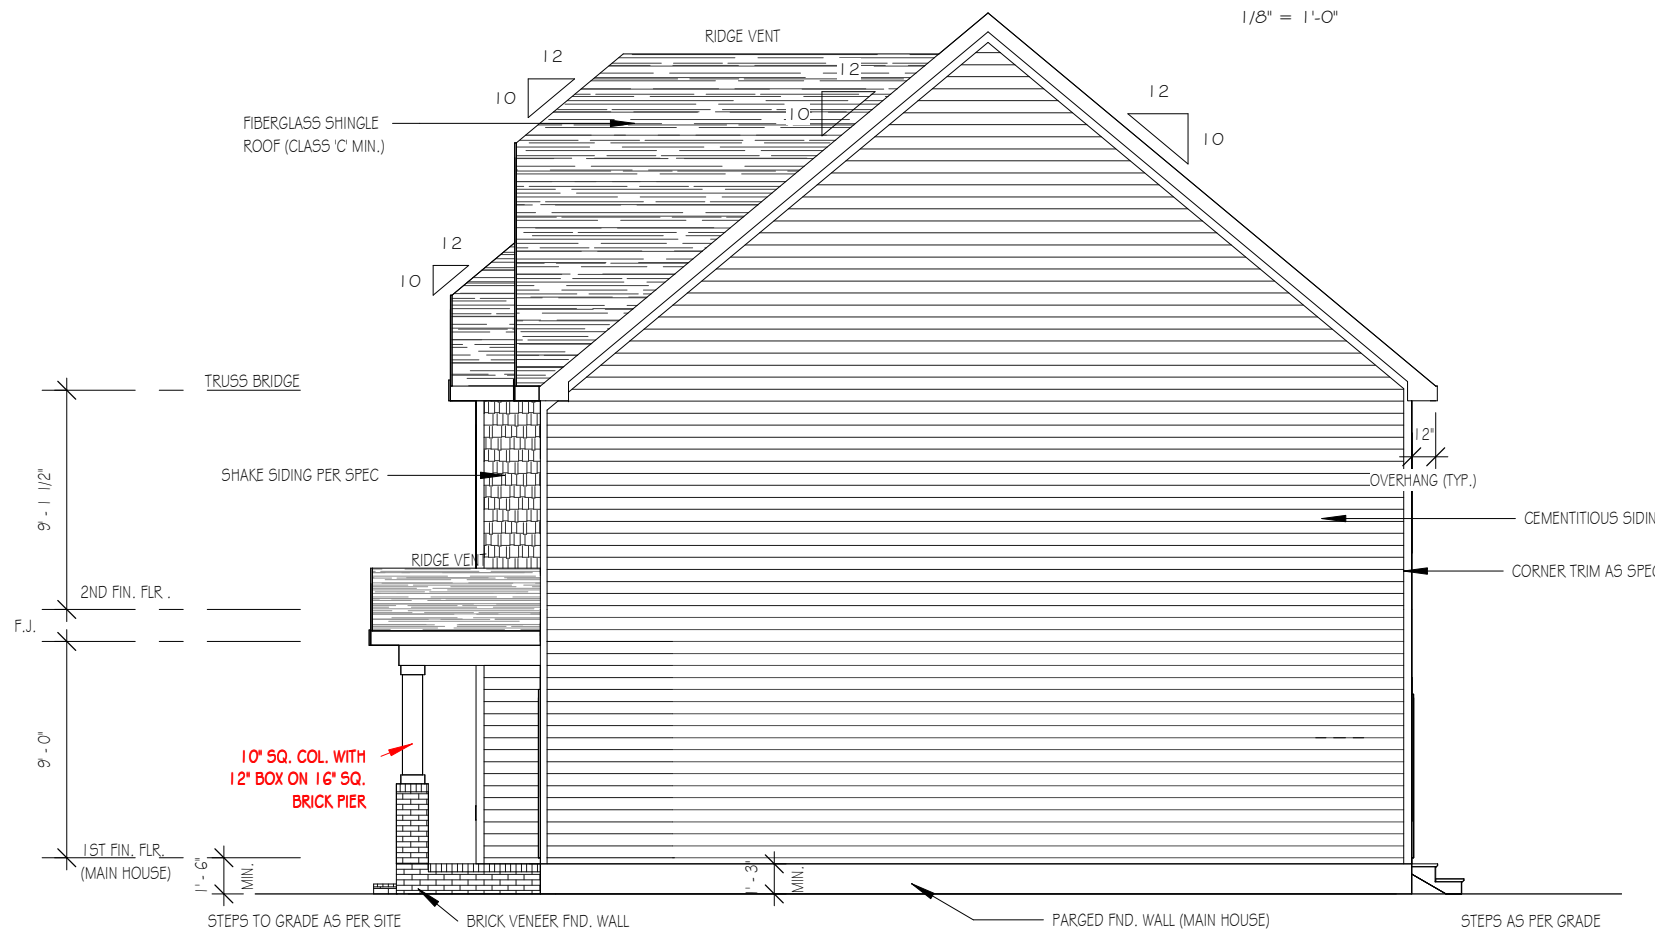 1/8" = 1'-0"
RIDGE VENT
12
10
12
10
12
10
FIBERGLASS SHINGLE
ROOF (CLASS 'C' MIN.)
12
10
TRUSS BRIDGE
12"
OVERHANG (TYP.)
SHAKE SIDING PER SPEC
9' - 1 1/2"
CEMENTITIOUS SIDIN
RIDGE VENT
CORNER TRIM AS SPEC
2ND FIN. FLR .
F.J.
9' - 0"
10" SQ. COL. WITH
12" BOX ON 16" SQ.
BRICK PIER
1ST FIN. FLR.
(MAIN HOUSE)
1' - 6"
MIN.
1' - 3"
MIN.
STEPS TO GRADE AS PER SITE
BRICK VENEER FND. WALL
PARGED FND. WALL (MAIN HOUSE)
STEPS AS PER GRADE